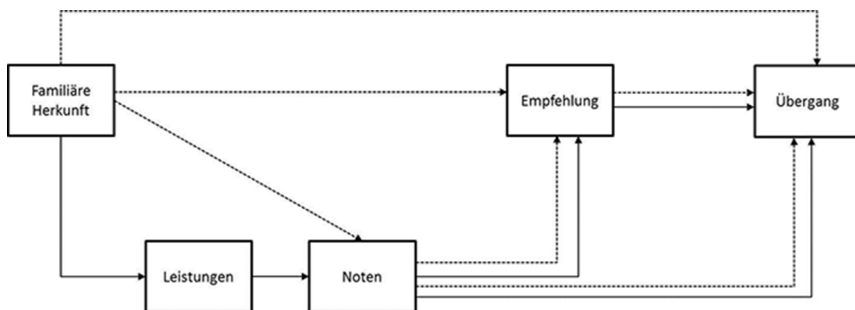 Familiäre
Herkunft
Empfehlung
Übergang
Leistungen
Noten